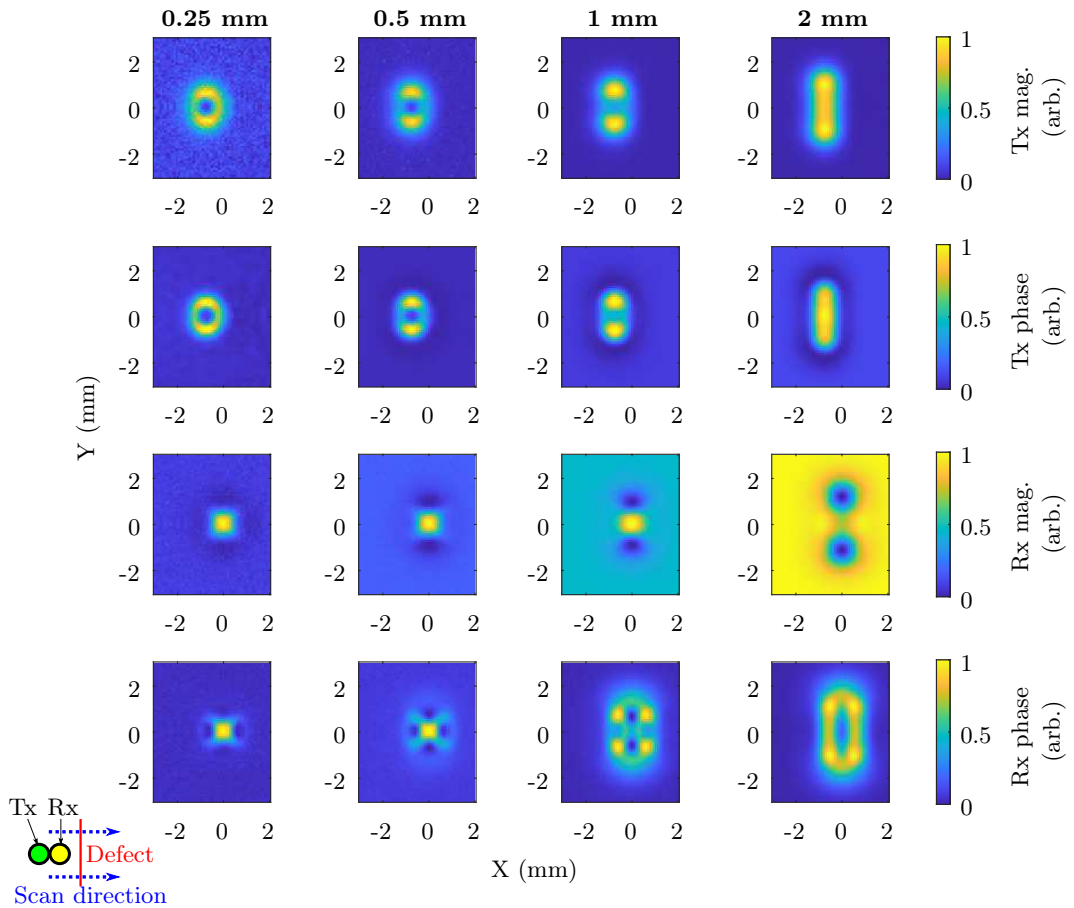 0.25 mm 0.5 mm 1 mm 2 mm
2 2 2 2 1
0 0 0 0 0.5 Tx mag. (arb.)
-2 -2 -2 -2 0
-2 0 2 -2 0 2 -2 0 2 -2 0 2
2 2 2 2 1
0 0 0 0 0.5 Tx phase (arb.)
-2 -2 -2 -2 0
-2 0 2 -2 0 2 -2 0 2 -2 0 2
Y (mm)
2 2 2 2 1
0 0 0 0 0.5 Rx mag. (arb.)
-2 -2 -2 -2 0
-2 0 2 -2 0 2 -2 0 2 -2 0 2
2 2 2 2 1
0 0 0 0 0.5 Rx phase (arb.)
-2 -2 -2 -2 0
-2 0 2 -2 0 2 -2 0 2 -2 0 2
X (mm)
Tx Rx
Defect
Scan direction